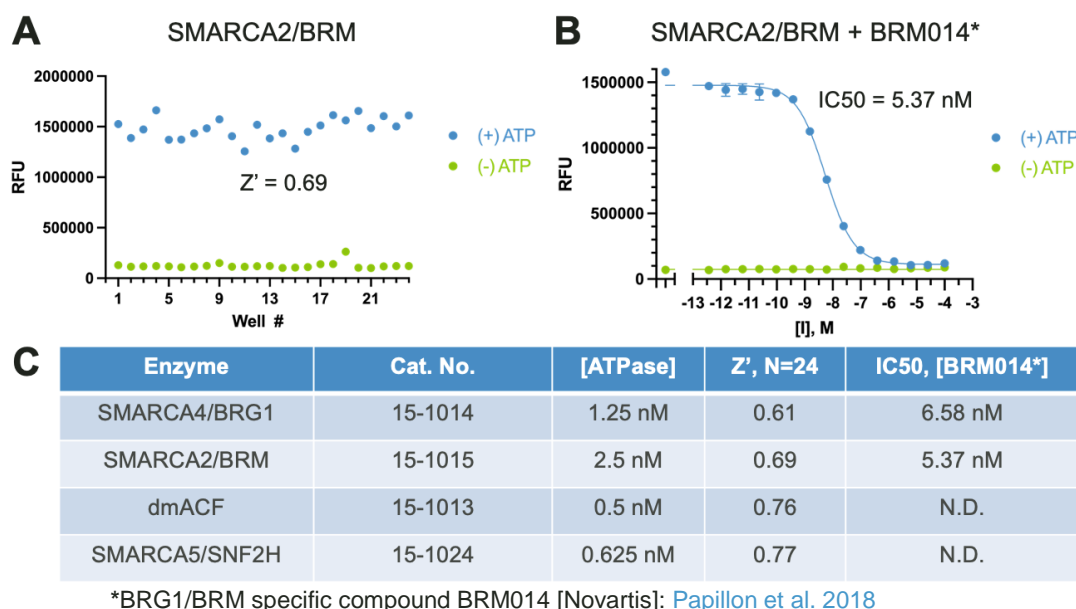 A
SMARCA2/BRM
2000000
1500000
1000000
500000
0
RFU
Z’ = 0.69
(+) ATP
(-) ATP
1 5 9 13 17 21
Well #
B
SMARCA2/BRM + BRM014*
1500000
1000000
500000
0
RFU
IC50 = 5.37 nM
(+) ATP
(-) ATP
-13 -12 -11 -10 -9 -8 -7 -6 -5 -4 -3
[I], M
C
Enzyme Cat. No. [ATPase] Z’, N=24 IC50, [BRM014*]
SMARCA4/BRG1 15-1014 1.25 nM 0.61 6.58 nM
SMARCA2/BRM 15-1015 2.5 nM 0.69 5.37 nM
dmACF 15-1013 0.5 nM 0.76 N.D.
SMARCA5/SNF2H 15-1024 0.625 nM 0.77 N.D.
*BRG1/BRM specific compound BRM014 [Novartis]: Papillon et al. 2018